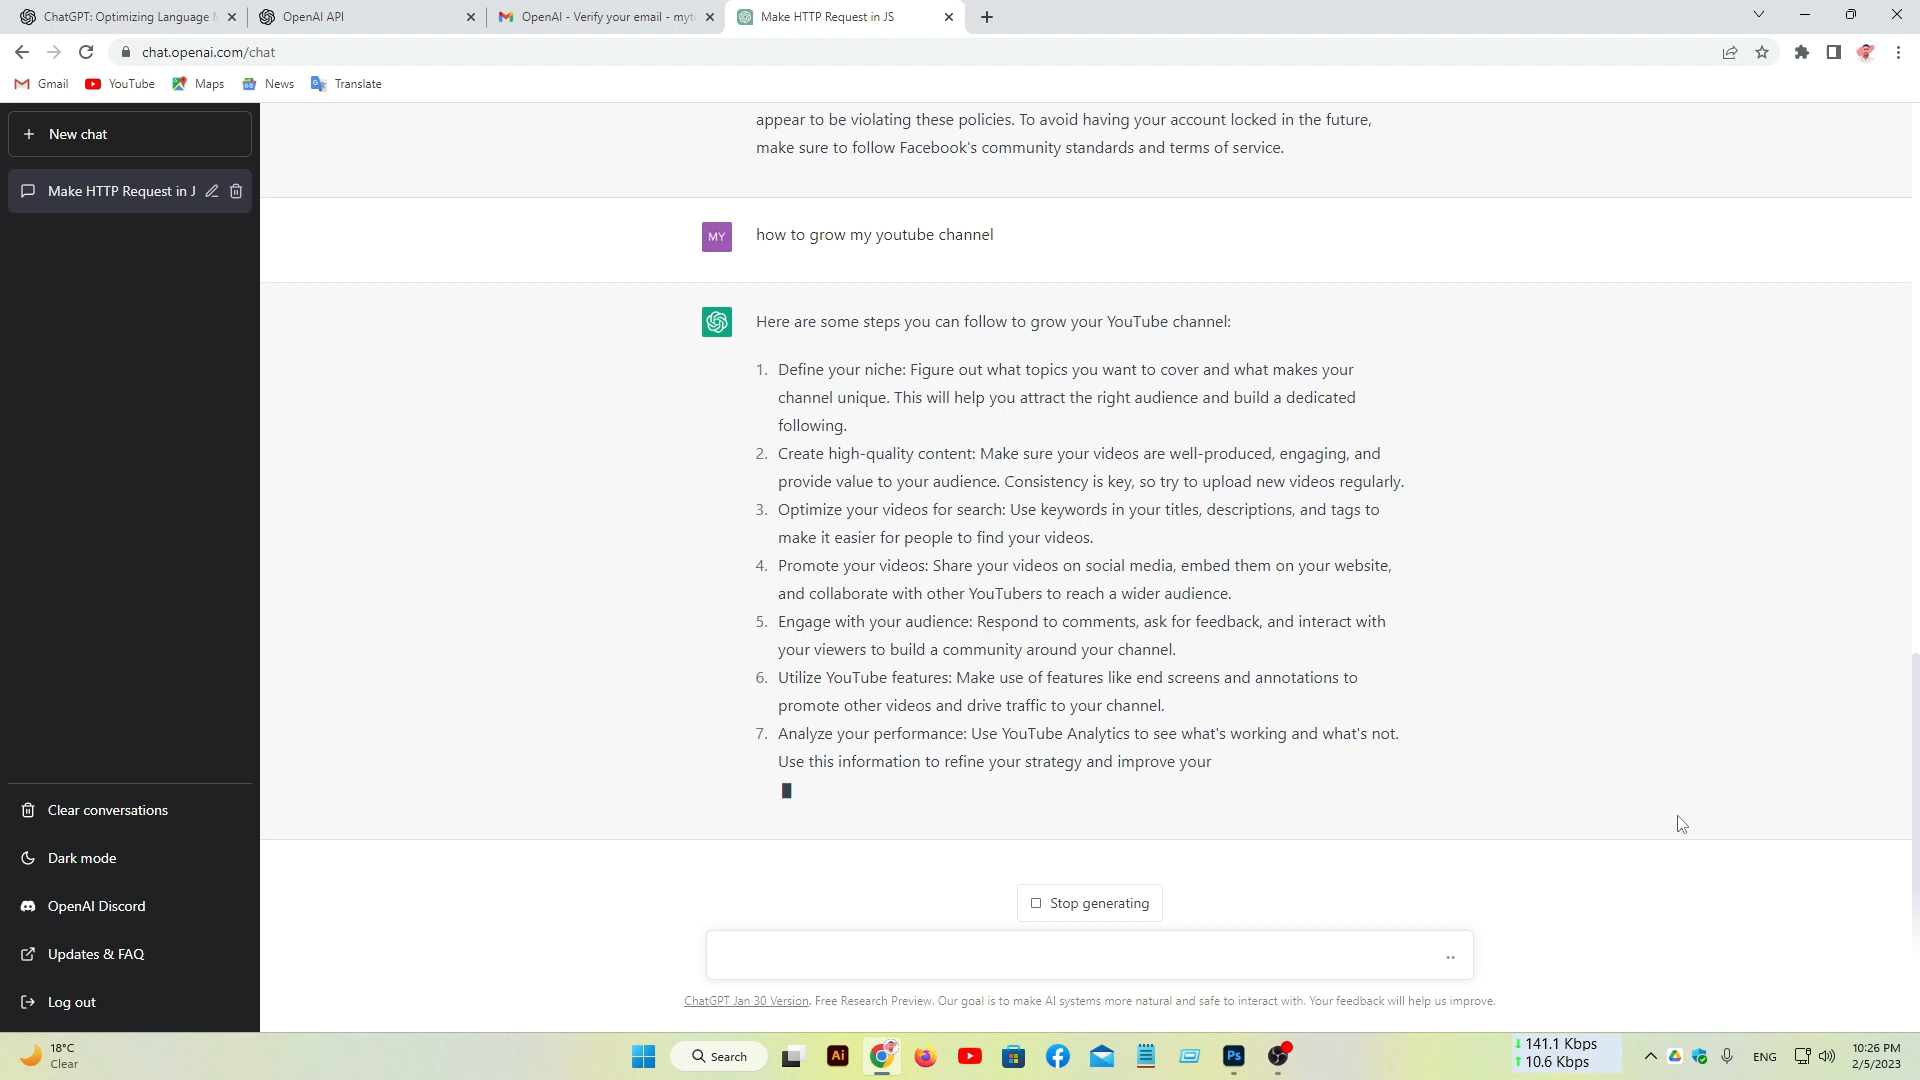 ChatGPT: Optimizing Language
OpenAI API
OpenAI - Verify your email - myt
Make HTTP Request in JS
chat.openai.com/chat
Gmail
YouTube
Maps
News
Translate
New chat
Make HTTP Request in J
appear to be violating these policies. To avoid having your account locked in the future,
make sure to follow Facebook's community standards and terms of service.
MY
how to grow my youtube channel
Here are some steps you can follow to grow your YouTube channel:
1. Define your niche: Figure out what topics you want to cover and what makes your
channel unique. This will help you attract the right audience and build a dedicated
following.
2. Create high-quality content: Make sure your videos are well-produced, engaging, and
provide value to your audience. Consistency is key, so try to upload new videos regularly.
3. Optimize your videos for search: Use keywords in your titles, descriptions, and tags to
make it easier for people to find your videos.
4. Promote your videos: Share your videos on social media, embed them on your website,
and collaborate with other YouTubers to reach a wider audience.
5. Engage with your audience: Respond to comments, ask for feedback, and interact with
your viewers to build a community around your channel.
6. Utilize YouTube features: Make use of features like end screens and annotations to
promote other videos and drive traffic to your channel.
7. Analyze your performance: Use YouTube Analytics to see what's working and what's not.
Use this information to refine your strategy and improve your
Clear conversations
Dark mode
OpenAI Discord
Updates & FAQ
Log out
Stop generating
ChatGPT Jan 30 Version. Free Research Preview. Our goal is to make AI systems more natural and safe to interact with. Your feedback will help us improve.
18°C
Clear
Search
Ai
Ps
141.1 Kbps
10.6 Kbps
ENG
10:26 PM
2/5/2023